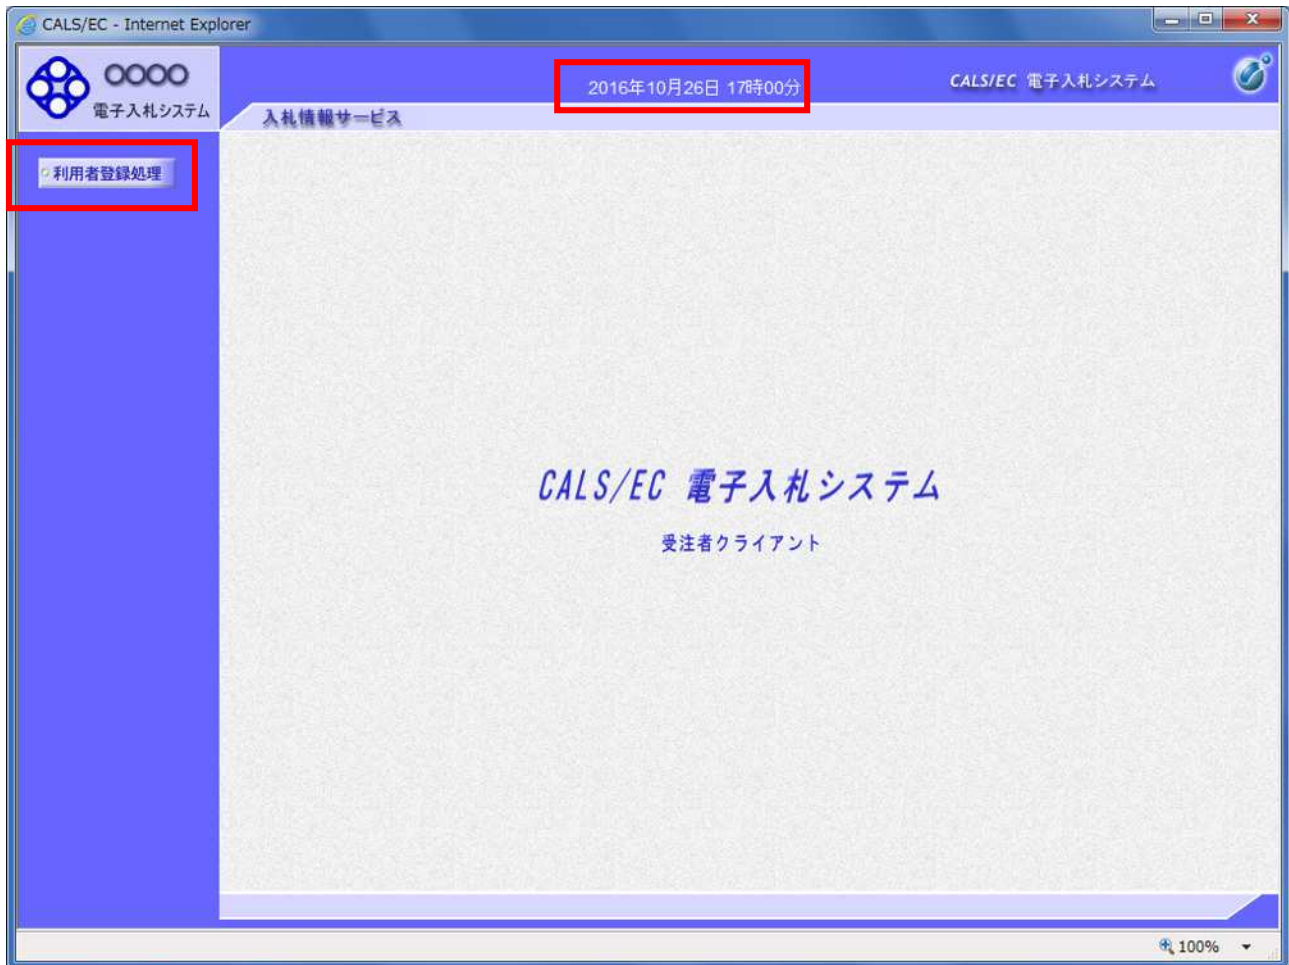 CALS/EC - Internet Explorer
○○○○
電子入札システム
2016年10月26日 17時00分
CALS/EC 電子入札システム
入札情報サービス
利用者登録処理
CALS/EC 電子入札システム
受注者クライアント
100%